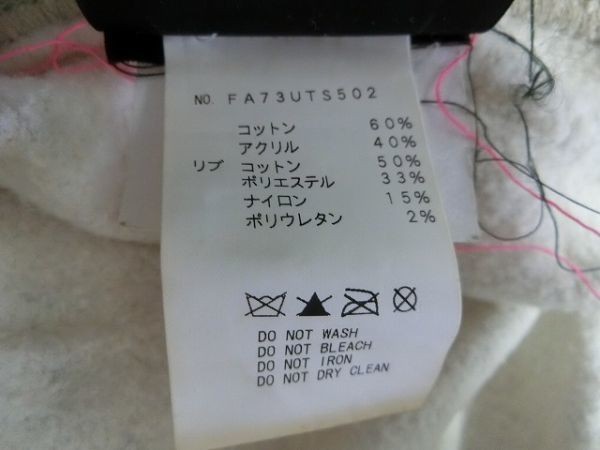 NO. FA73UTS502
コットン 60%
アクリル 40%
リブ コットン 50%
ポリエステル 33%
ナイロン 15%
ポリウレタン 2%
DO NOT WASH
DO NOT BLEACH
DO NOT IRON
DO NOT DRY CLEAN